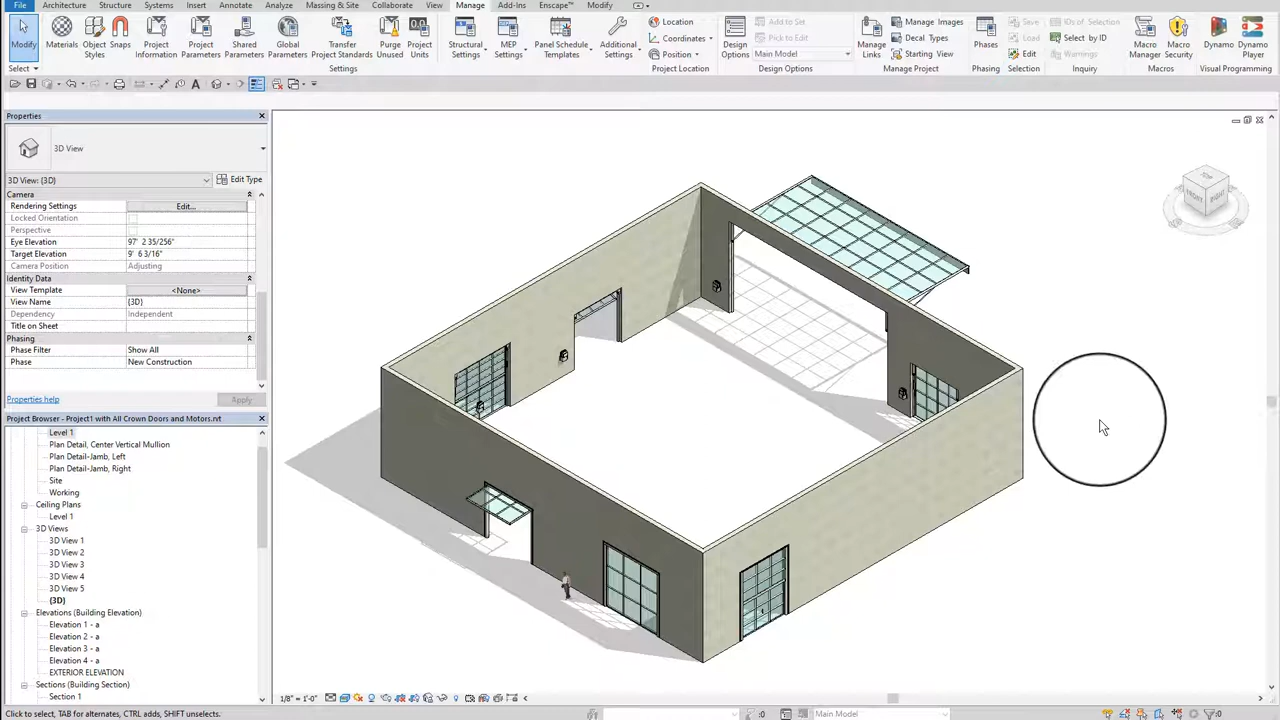 File Architecture Structure Systems Insert Annotate Analyze Massing & Site Collaborate View Manage Add-Ins Enscape™ Modify
Modify
Materials
Object Styles
Snaps
Project Information
Project Parameters
Shared Parameters
Global Parameters
Transfer Project Standards
Purge Unused
Project Units
Structural Settings
MEP Settings
Panel Schedule Templates
Additional Settings
Location
Coordinates
Position
Design Options
Add to Set
Pick to Edit
Main Model
Manage Links
Manage Images
Decal Types
Starting View
Phases
Save
Load
Edit
IDs of Selection
Select by ID
Warnings
Macro Manager
Macro Security
Dynamo
Dynamo Player
Select Settings Project Location Design Options Manage Project Phasing Selection Inquiry Macros Visual Programming
Properties
3D View
3D View: {3D} Edit Type
Camera
Rendering Settings Edit...
Locked Orientation
Perspective
Eye Elevation 97' 2 35/256"
Target Elevation 9' 6 3/16"
Camera Position Adjusting
Identity Data
View Template <None>
View Name {3D}
Dependency Independent
Title on Sheet
Phasing
Phase Filter Show All
Phase New Construction
Properties help Apply
Project Browser - Project1 with All Crown Doors and Motors.rvt
Level 1
Plan Detail, Center Vertical Mullion
Plan Detail-Jamb, Left
Plan Detail-Jamb, Right
Site
Working
Ceiling Plans
Level 1
3D Views
3D View 1
3D View 2
3D View 3
3D View 4
3D View 5
{3D}
Elevations (Building Elevation)
Elevation 1 - a
Elevation 2 - a
Elevation 3 - a
Elevation 4 - a
EXTERIOR ELEVATION
Sections (Building Section)
Section 1
TOP
FRONT
RIGHT
1/8" = 1'-0"
Click to select, TAB for alternates, CTRL adds, SHIFT unselects.
:0
Main Model
:0